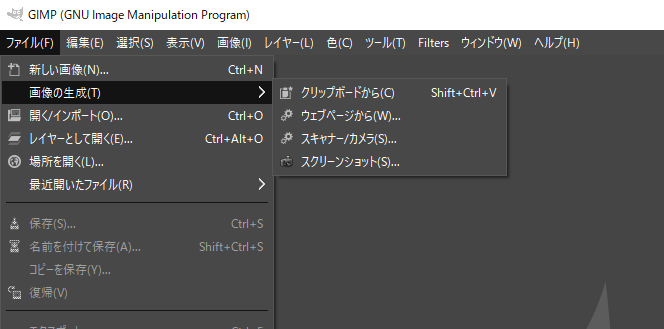 GIMP (GNU Image Manipulation Program)
ファイル(F) 編集(E) 選択(S) 表示(V) 画像(I) レイヤー(L) 色(C) ツール(T) Filters ウィンドウ(W) ヘルプ(H)
新しい画像(N)... Ctrl+N
画像の生成(T)
クリップボードから(C) Shift+Ctrl+V
開く/インポート(O)... Ctrl+O
ウェブページから(W)...
レイヤーとして開く(E)... Ctrl+Alt+O
スキャナー/カメラ(S)...
場所を開く(L)...
スクリーンショット(S)...
最近開いたファイル(R)
保存(S)... Ctrl+S
名前を付けて保存(A)... Shift+Ctrl+S
コピーを保存(Y)...
復帰(V)